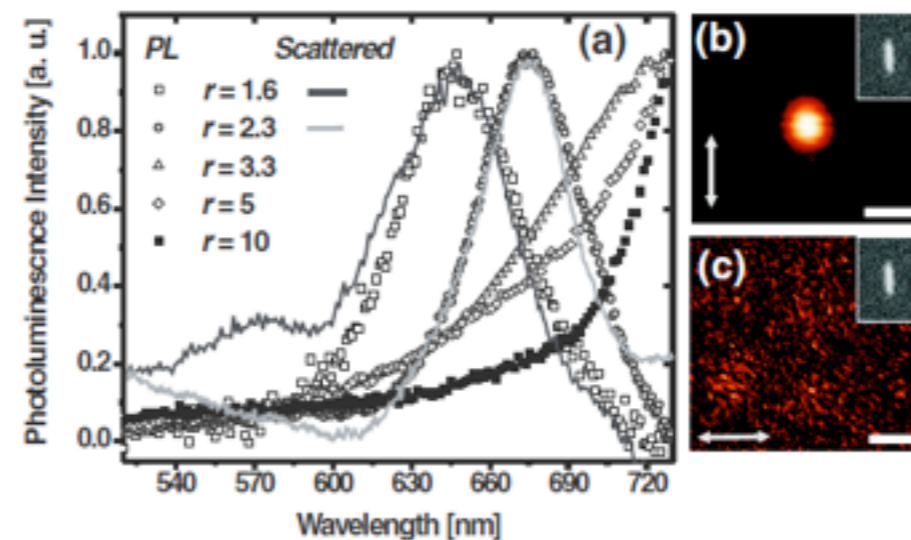 Photoluminescnce Intensity [a. u.]
1.0
0.8
0.6
0.4
0.2
0.0
PL Scattered
r = 1.6
r = 2.3
r = 3.3
r = 5
r = 10
(a)
540 570 600 630 660 690 720
Wavelength [nm]
(b)
(c)